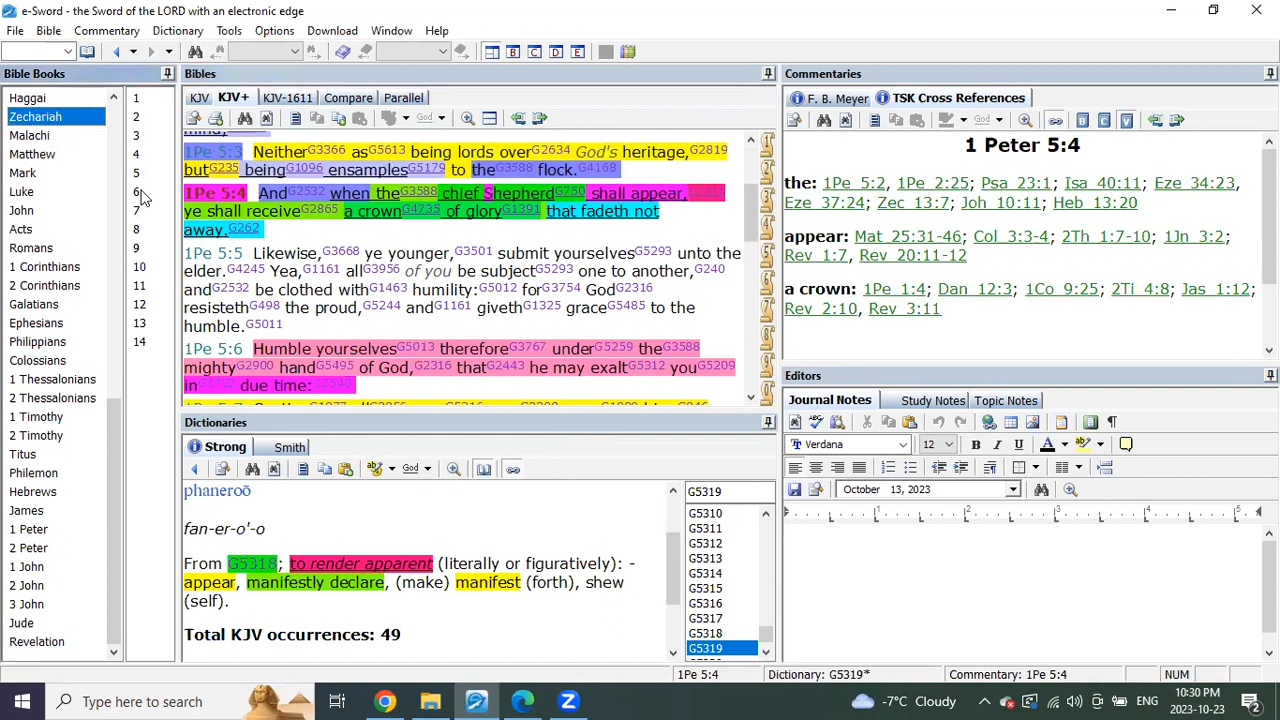 e-Sword - the Sword of the LORD with an electronic edge
File Bible Commentary Dictionary Tools Options Download Window Help
B C D E
Bible Books
Haggai
Zechariah
Malachi
Matthew
Mark
Luke
John
Acts
Romans
1 Corinthians
2 Corinthians
Galatians
Ephesians
Philippians
Colossians
1 Thessalonians
2 Thessalonians
1 Timothy
2 Timothy
Titus
Philemon
Hebrews
James
1 Peter
2 Peter
1 John
2 John
3 John
Jude
Revelation
1
2
3
4
5
6
7
8
9
10
11
12
13
14
Bibles
KJV KJV+ KJV-1611 Compare Parallel
God
mind;
1Pe 5:3 Neither G3366 as G5613 being lords over G2634 God's heritage, G2819
but G235 being G1096 ensamples G5179 to the G3588 flock. G4168
1Pe 5:4 And G2532 when the G3588 chief Shepherd G750 shall appear,
ye shall receive G2865 a crown G4735 of glory G1391 that fadeth not
away. G262
1Pe 5:5 Likewise, G3668 ye younger, G3501 submit yourselves G5293 unto the
elder. G4245 Yea, G1161 all G3956 of you be subject G5293 one to another, G240
and G2532 be clothed with G1463 humility: G5012 for G3754 God G2316
resisteth G498 the proud, G5244 and G1161 giveth G1325 grace G5485 to the
humble. G5011
1Pe 5:6 Humble yourselves G5013 therefore G3767 under G5259 the G3588
mighty G2900 hand G5495 of God, G2316 that G2443 he may exalt G5312 you G5209
in G1722 due time: G2540
Dictionaries
Strong Smith
God
phaneroō
fan-er-o'-o
From G5318; to render apparent (literally or figuratively): -
appear, manifestly declare, (make) manifest (forth), shew
(self).
Total KJV occurrences: 49
G5319
G5310
G5311
G5312
G5313
G5314
G5315
G5316
G5317
G5318
G5319
Commentaries
F. B. Meyer TSK Cross References
God B C V
1 Peter 5:4
the: 1Pe 5:2, 1Pe 2:25; Psa 23:1; Isa 40:11; Eze 34:23,
Eze 37:24; Zec 13:7; Joh 10:11; Heb 13:20
appear: Mat 25:31-46; Col 3:3-4; 2Th 1:7-10; 1Jn 3:2;
Rev 1:7, Rev 20:11-12
a crown: 1Pe 1:4; Dan 12:3; 1Co 9:25; 2Ti 4:8; Jas 1:12;
Rev 2:10, Rev 3:11
Editors
Journal Notes Study Notes Topic Notes
Verdana 12 B I U A
October 13, 2023
1 2 3 4 5
1Pe 5:4 Dictionary: G5319* Commentary: 1Pe 5:4 NUM
Type here to search
-7°C Cloudy ENG
10:30 PM
2023-10-23
2